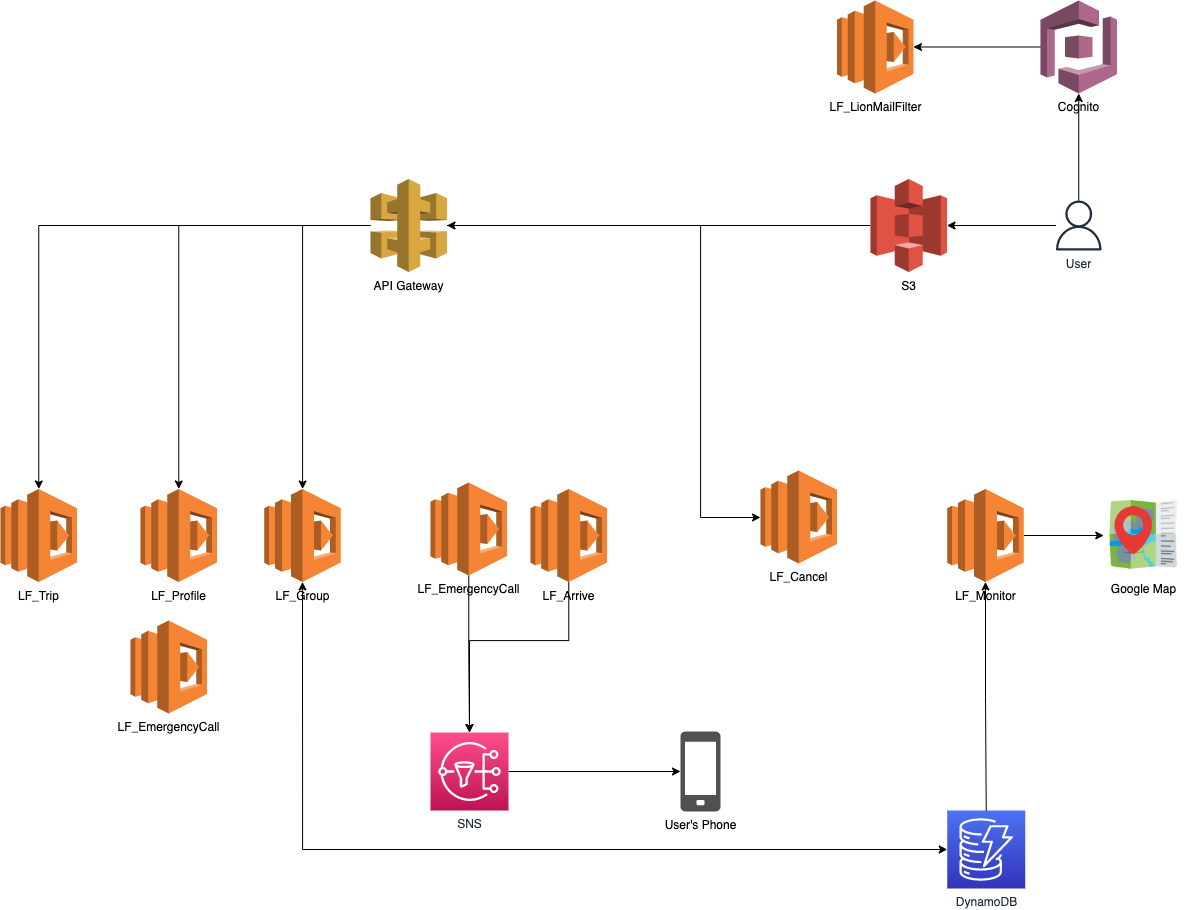 LF_LionMailFilter
Cognito
API Gateway
S3
User
LF_Trip
LF_Profile
LF_Group
LF_EmergencyCall
LF_Arrive
LF_Cancel
LF_Monitor
Google Map
LF_EmergencyCall
SNS
User's Phone
DynamoDB